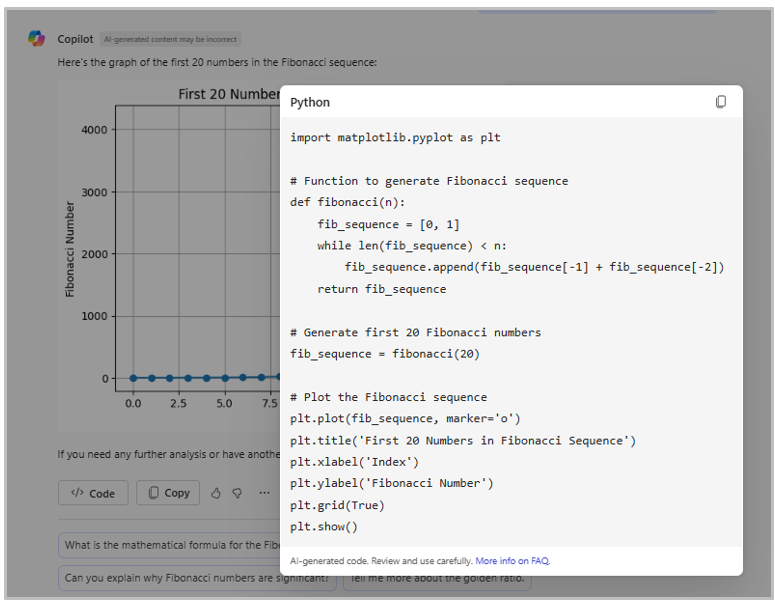 Copilot AI-generated content may be incorrect
Here's the graph of the first 20 numbers in the Fibonacci sequence:
First 20 Number
4000
3000
2000
1000
0
Fibonacci Number
0.0 2.5 5.0 7.5
If you need any further analysis or have
Code Copy
What is the mathematical formula for the
Can you explain why Fibonacci numbers are significant? Tell me more about the golden ratio.
Python
import matplotlib.pyplot as plt
# Function to generate Fibonacci sequence
def fibonacci(n):
    fib_sequence = [0, 1]
    while len(fib_sequence) < n:
        fib_sequence.append(fib_sequence[-1] + fib_sequence[-2])
    return fib_sequence
# Generate first 20 Fibonacci numbers
fib_sequence = fibonacci(20)
# Plot the Fibonacci sequence
plt.plot(fib_sequence, marker='o')
plt.title('First 20 Numbers in Fibonacci Sequence')
plt.xlabel('Index')
plt.ylabel('Fibonacci Number')
plt.grid(True)
plt.show()
AI-generated code. Review and use carefully. More info on FAQ.